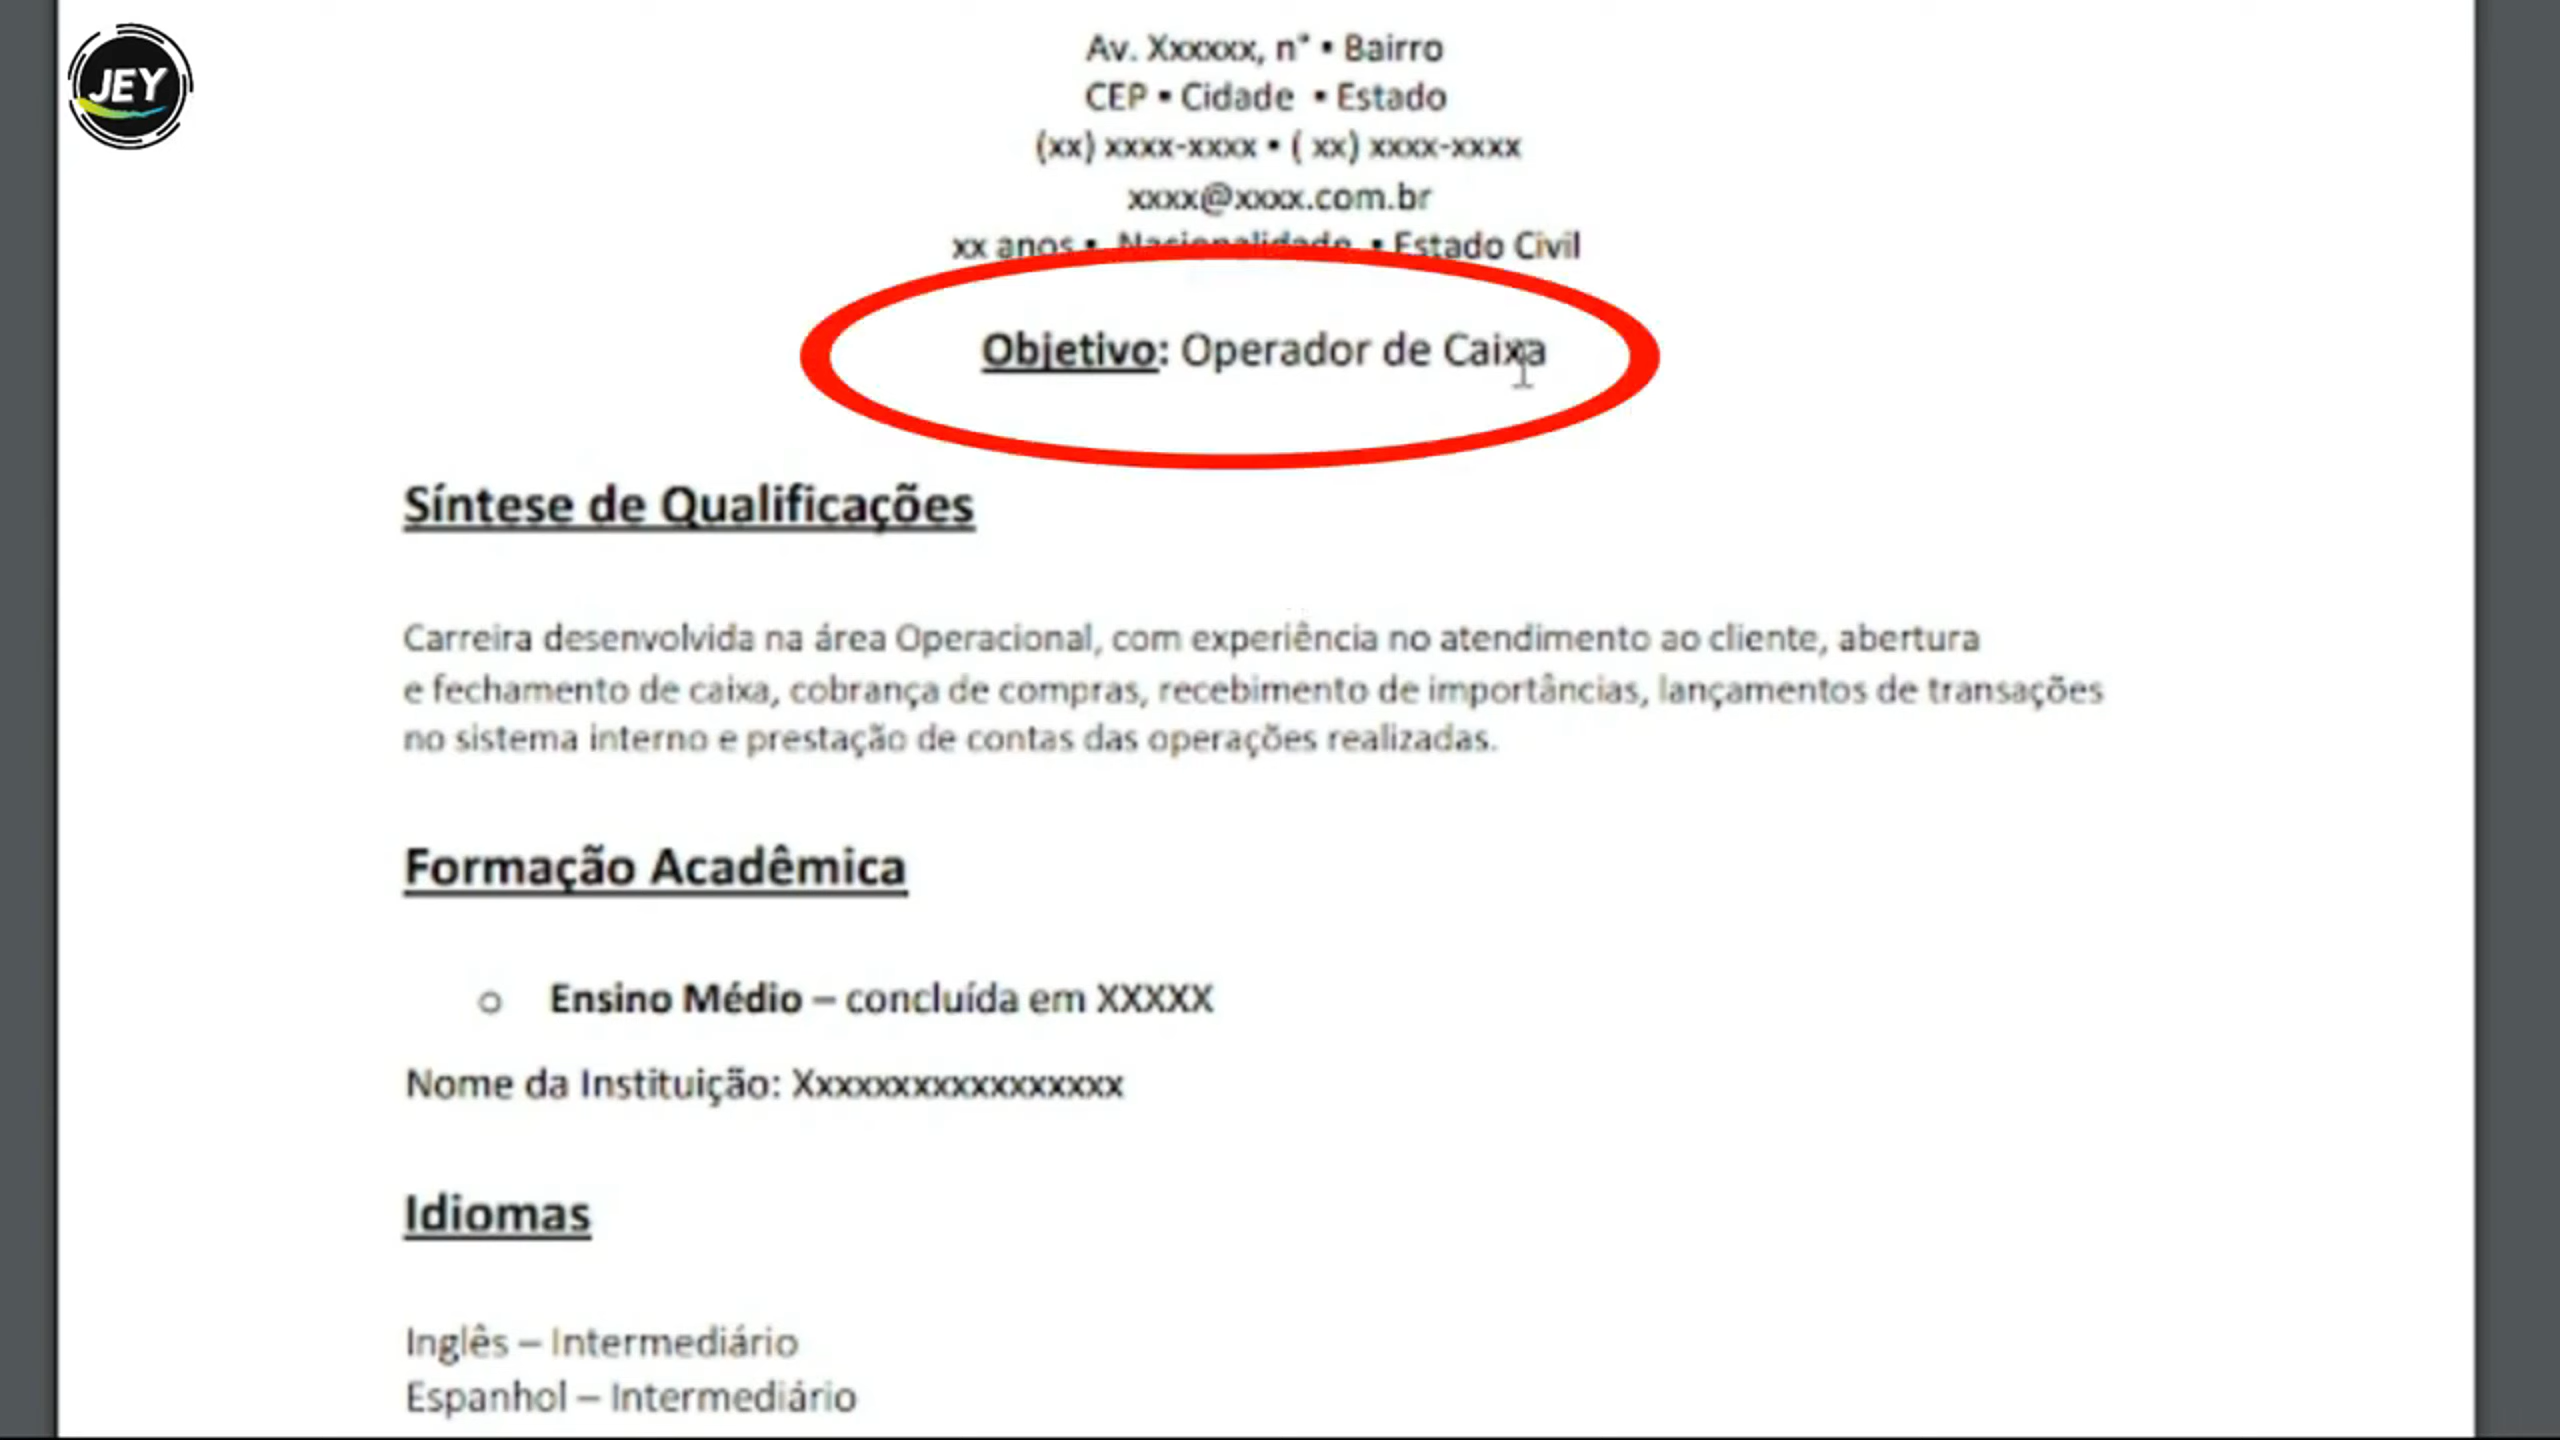 JEY
Av. Xxxxxx, n° ▪ Bairro
CEP ▪ Cidade ▪ Estado
(xx) xxxx-xxxx ▪ ( xx) xxxx-xxxx
xxxx@xxxx.com.br
xx anos ▪ Nacionalidade ▪ Estado Civil
Objetivo: Operador de Caixa
Síntese de Qualificações
Carreira desenvolvida na área Operacional, com experiência no atendimento ao cliente, abertura
e fechamento de caixa, cobrança de compras, recebimento de importâncias, lançamentos de transações
no sistema interno e prestação de contas das operações realizadas.
Formação Acadêmica
o Ensino Médio – concluída em XXXXX
Nome da Instituição: Xxxxxxxxxxxxxxxxx
Idiomas
Inglês – Intermediário
Espanhol – Intermediário